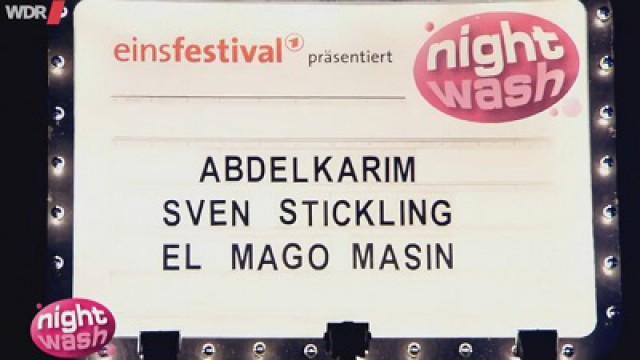 WDR
einsfestival präsentiert
night
wash
ABDELKARIM
SVEN STICKLING
EL MAGO MASIN
night
wash